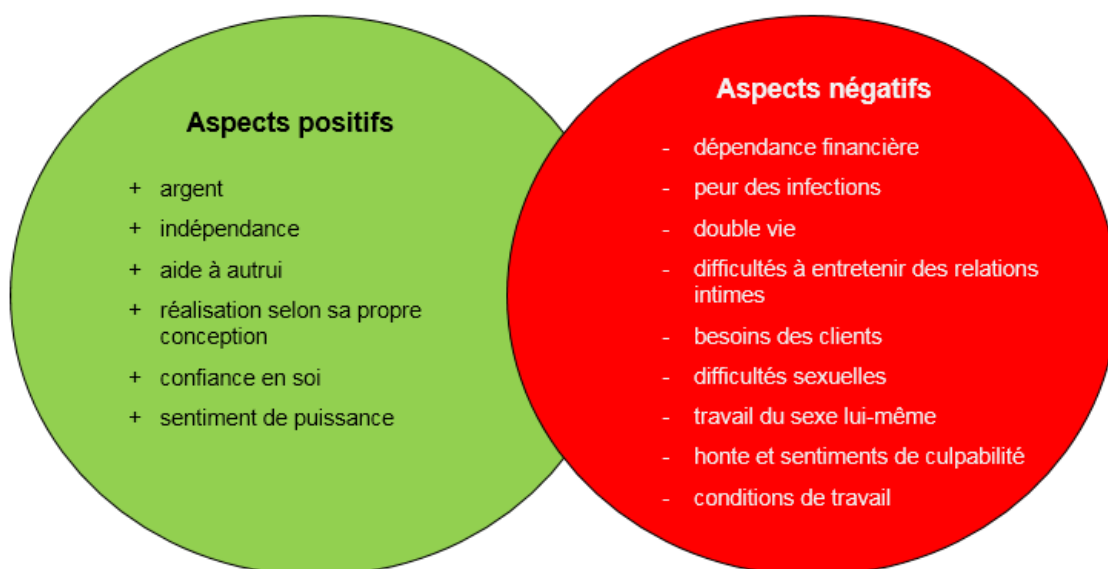 Aspects positifs
+ argent
+ indépendance
+ aide à autrui
+ réalisation selon sa propre
conception
+ confiance en soi
+ sentiment de puissance
Aspects négatifs
- dépendance financière
- peur des infections
- double vie
- difficultés à entretenir des relations
intimes
- besoins des clients
- difficultés sexuelles
- travail du sexe lui-même
- honte et sentiments de culpabilité
- conditions de travail